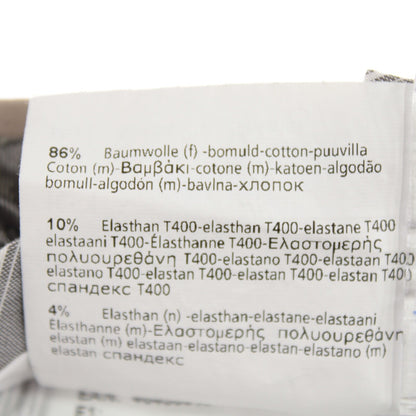 86% Baumwolle (f) -bomuld-cotton-puuvilla
Coton (m)-Βαμβάκι-cotone (m)-katoen-algodão
bomull-algodón (m)-bavlna-хлопок
10% Elasthan T400-elasthan T400-elastane T400
elastaani T400-Élasthanne T400-Ελαστομερής
πολυουρεθάνη T400-elastano T400-elastaan T400
elastano T400-elastan T400-elastan T400-elastan
спандекс T400
4% Elasthan (n) -elasthan-elastane-elastaani
Élasthanne (m)-Ελαστομερής πολυουρεθάνη
elastan (m) elastaan-elastano-elastan-elastano (m)
elastan спандекс